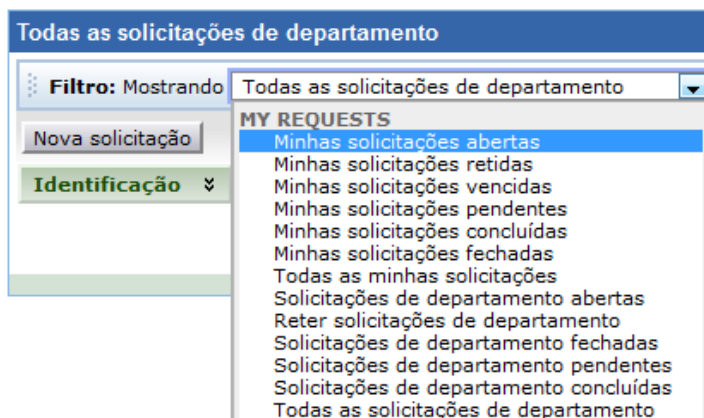 Todas as solicitações de departamento
Filtro: Mostrando Todas as solicitações de departamento
Nova solicitação
Identificação
MY REQUESTS
Minhas solicitações abertas
Minhas solicitações retidas
Minhas solicitações vencidas
Minhas solicitações pendentes
Minhas solicitações concluídas
Minhas solicitações fechadas
Todas as minhas solicitações
Solicitações de departamento abertas
Reter solicitações de departamento
Solicitações de departamento fechadas
Solicitações de departamento pendentes
Solicitações de departamento concluídas
Todas as solicitações de departamento